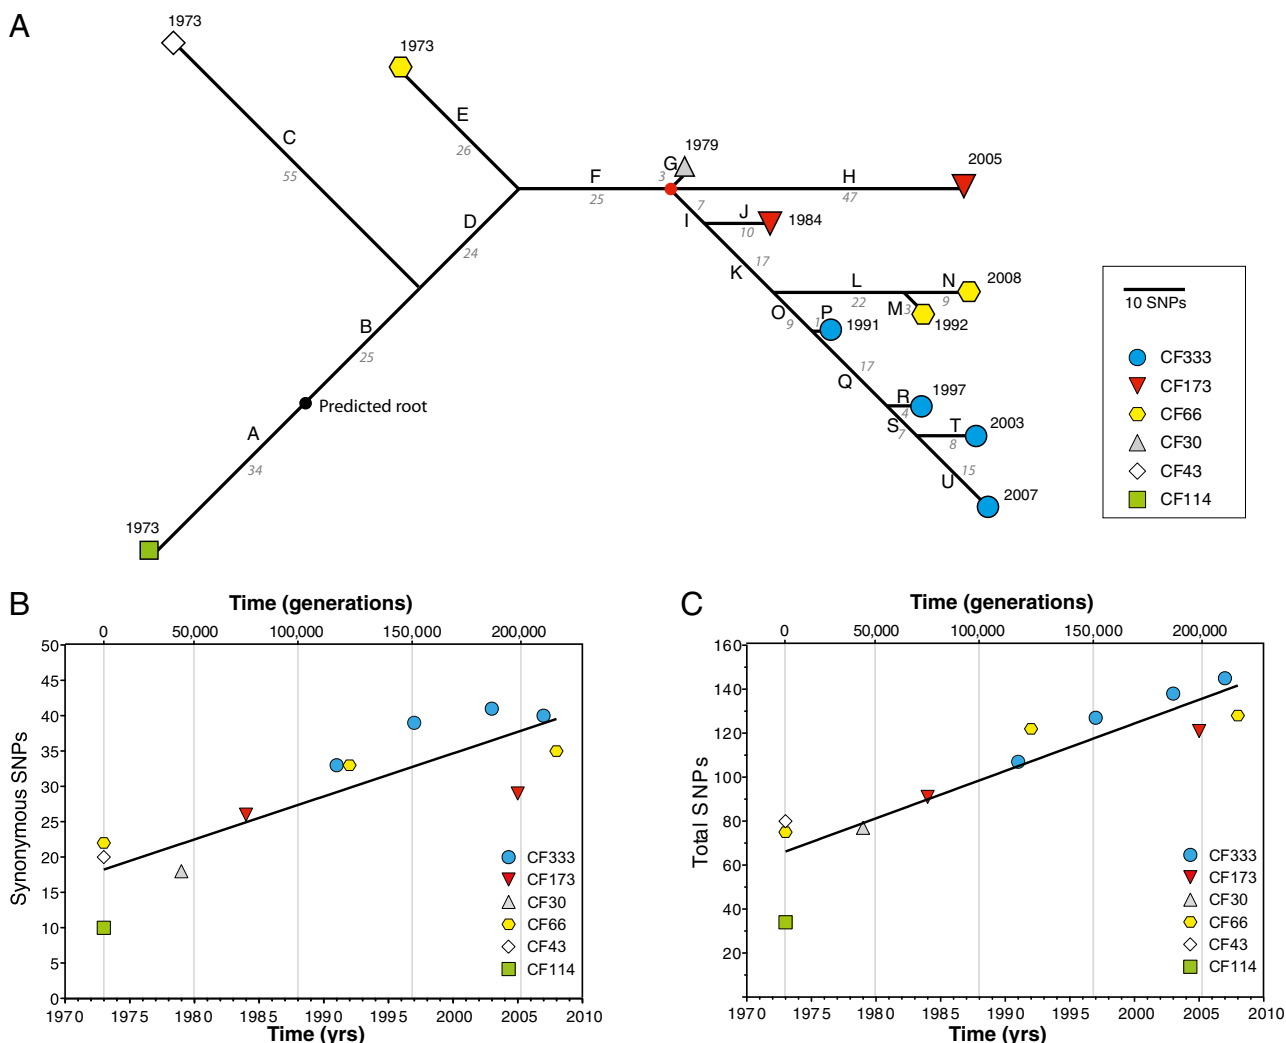 A
1973
1973
C
55
E
26
1979
G
3
2005
F
25
H
47
7
I
J
10
1984
D
24
K
17
L
22
N
9
2008
M
3
1992
O
9
P
1
1991
B
25
Q
17
Predicted root
R
4
1997
A
34
S
7
T
8
2003
U
15
2007
1973
10 SNPs
CF333
CF173
CF66
CF30
CF43
CF114
B
Time (generations)
0 50,000 100,000 150,000 200,000
50
45
40
35
30
25
20
15
10
5
0
Synonymous SNPs
CF333
CF173
CF30
CF66
CF43
CF114
1970 1975 1980 1985 1990 1995 2000 2005 2010
Time (yrs)
C
Time (generations)
0 50,000 100,000 150,000 200,000
160
140
120
100
80
60
40
20
Total SNPs
CF333
CF173
CF30
CF66
CF43
CF114
1970 1975 1980 1985 1990 1995 2000 2005 2010
Time (yrs)